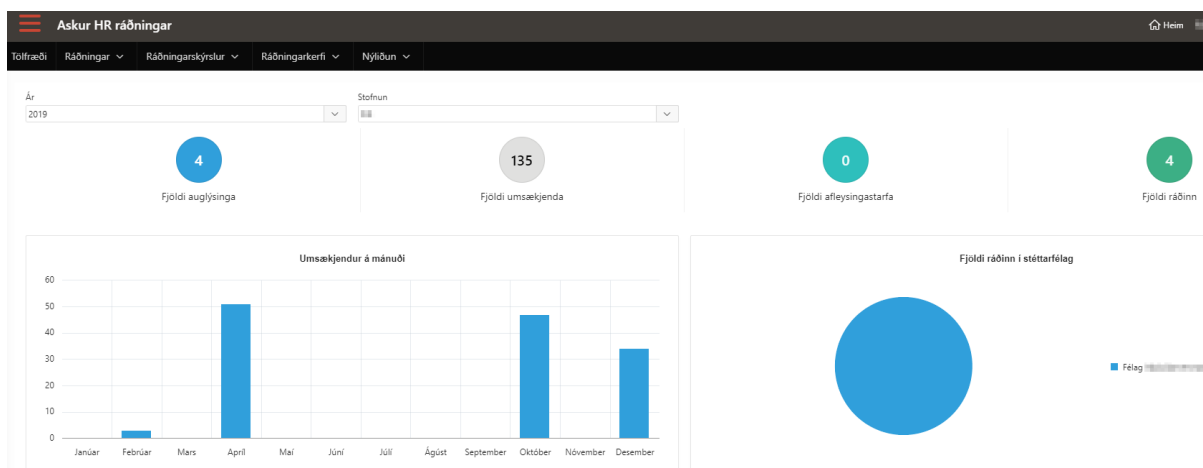 Askur HR ráðningar
Heim
Tölfræði Ráðningar Ráðningarskýrslur Ráðningarkerfi Nýliðun
Ár
2019
Stofnun
4
Fjöldi auglýsinga
135
Fjöldi umsækjenda
0
Fjöldi afleysingastarfa
4
Fjöldi ráðinn
Umsækjendur á mánuði
60
50
40
30
20
10
0
Janúar Febrúar Mars Apríl Maí Júní Júlí Ágúst September Október Nóvember Desember
Fjöldi ráðinn í stéttarfélag
Félag